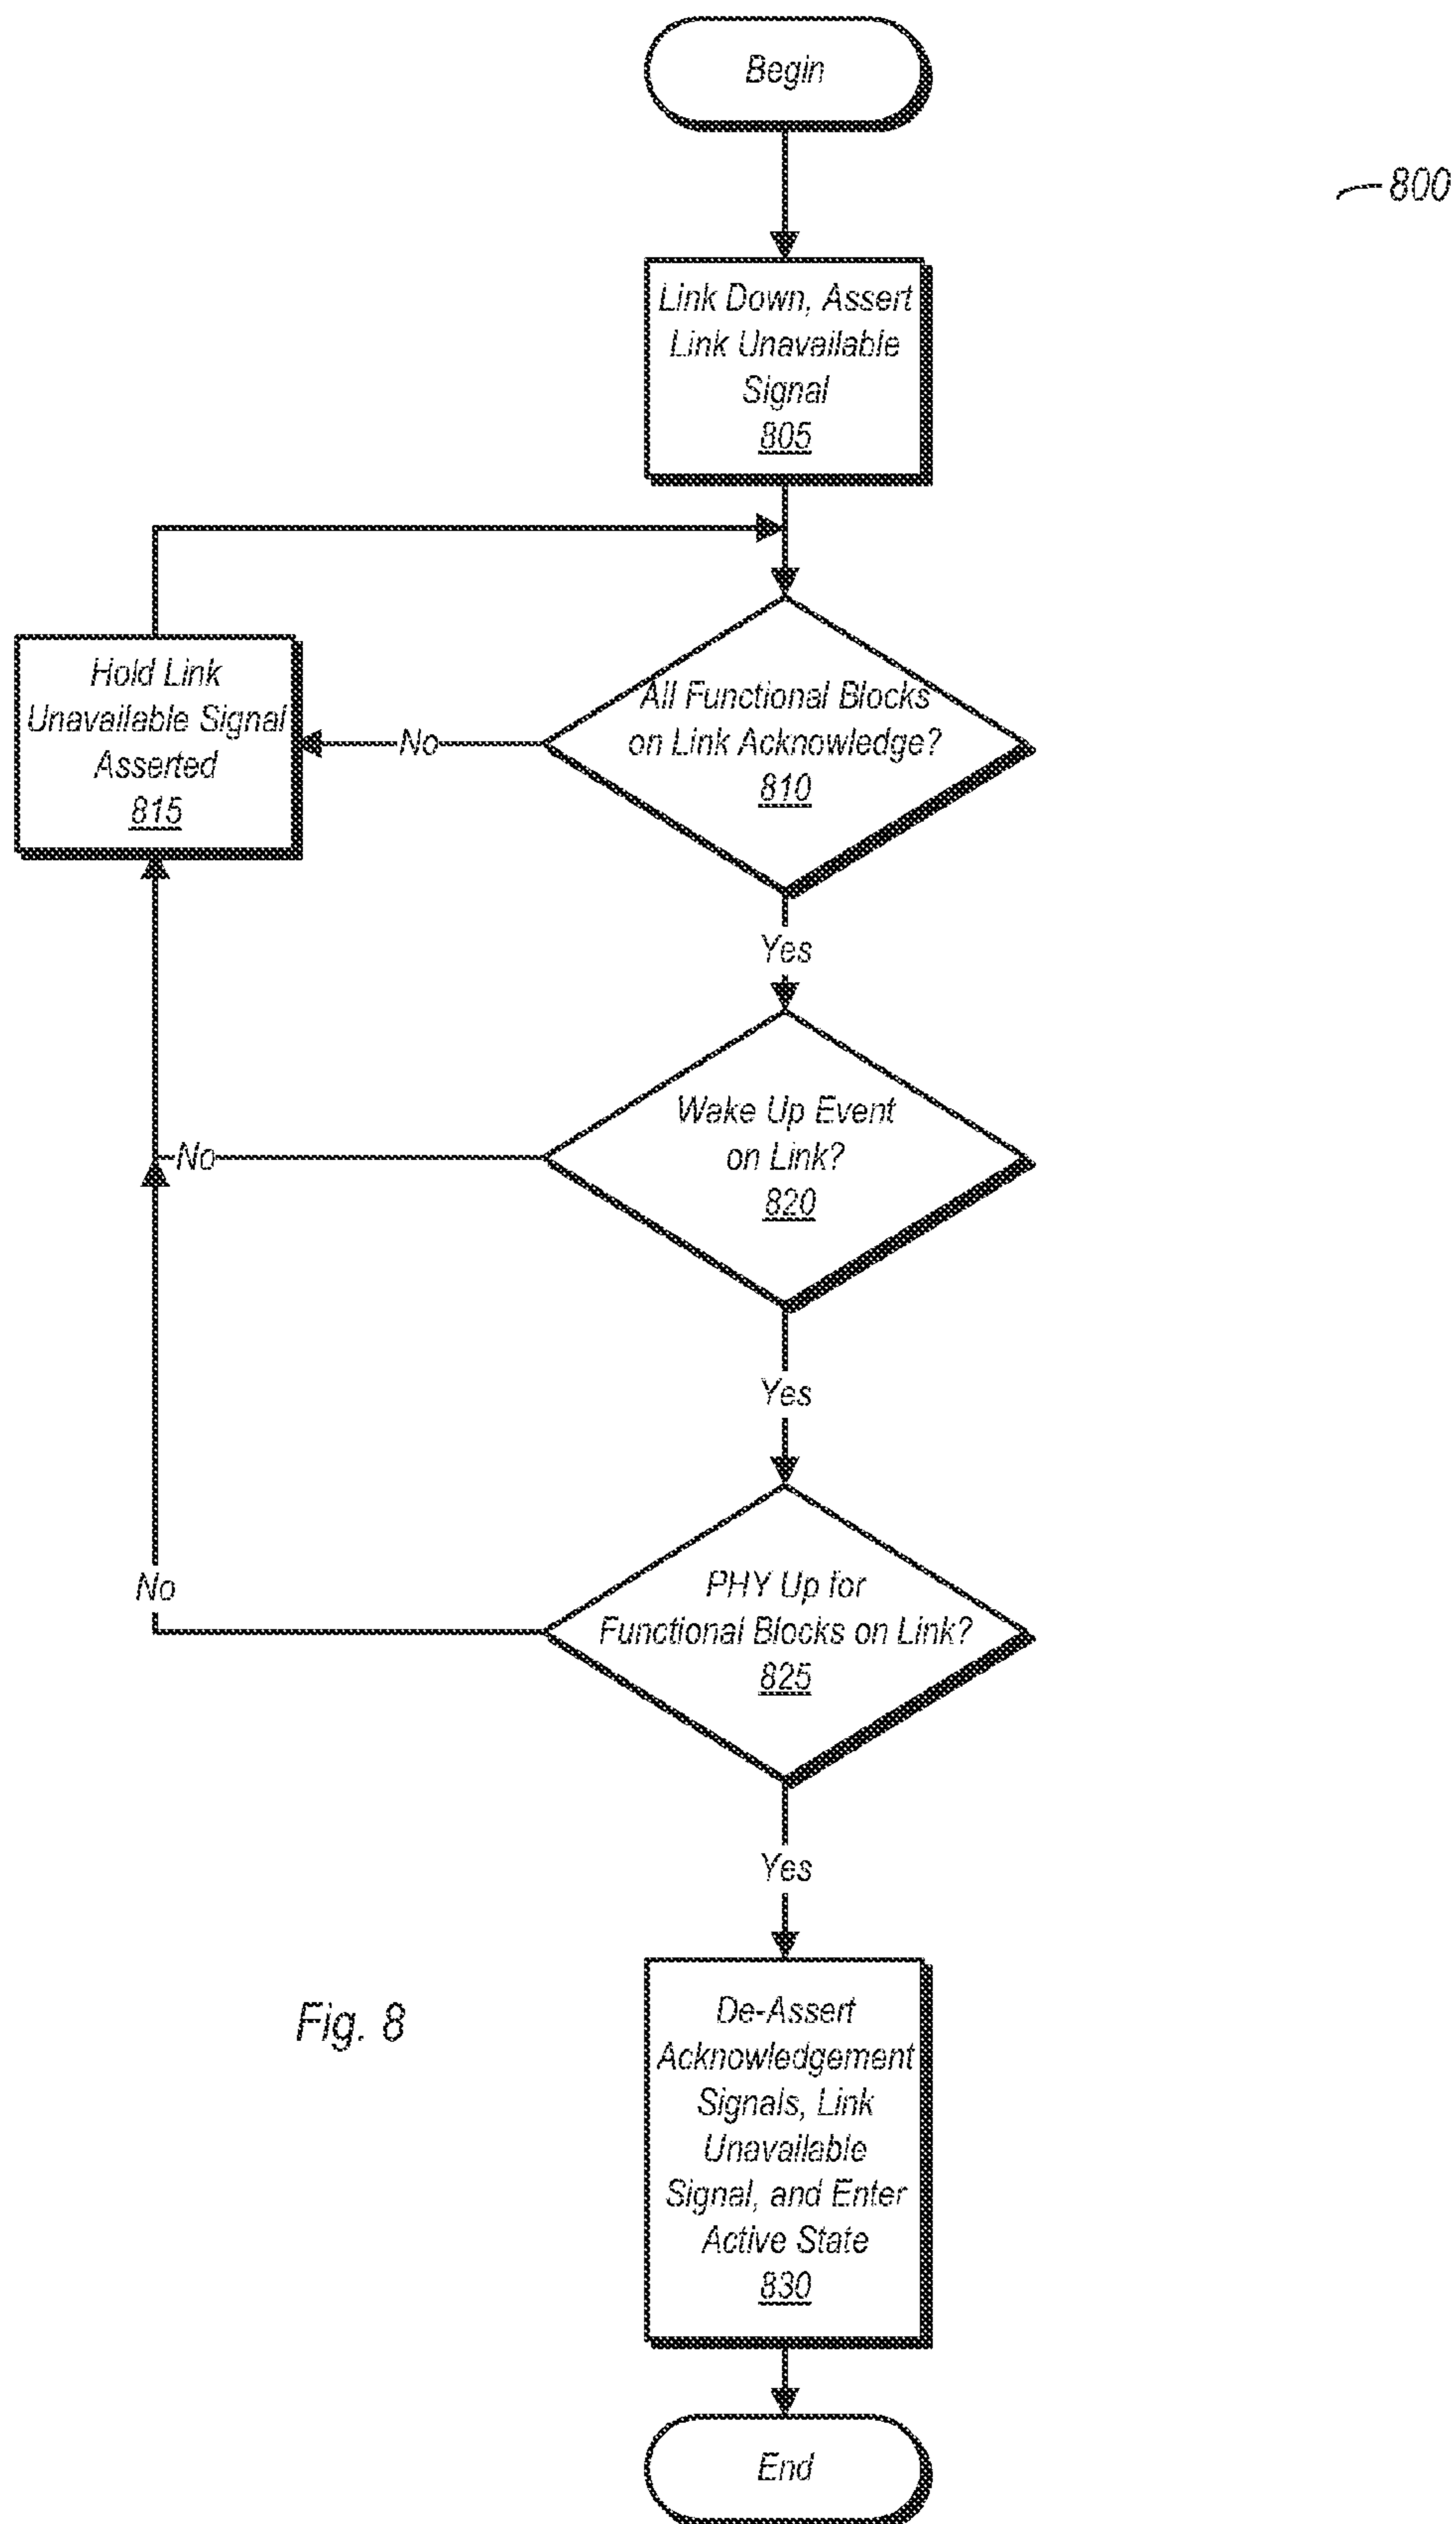 Begin
800
Link Down, Assert
Link Unavailable
Signal
805
Hold Link
Unavailable Signal
Asserted
815
No
All Functional Blocks
on Link Acknowledge?
810
Yes
Wake Up Event
on Link?
820
No
Yes
PHY Up for
Functional Blocks on Link?
825
No
Yes
De-Assert
Acknowledgement
Signals, Link
Unavailable
Signal, and Enter
Active State
830
Fig. 8
End